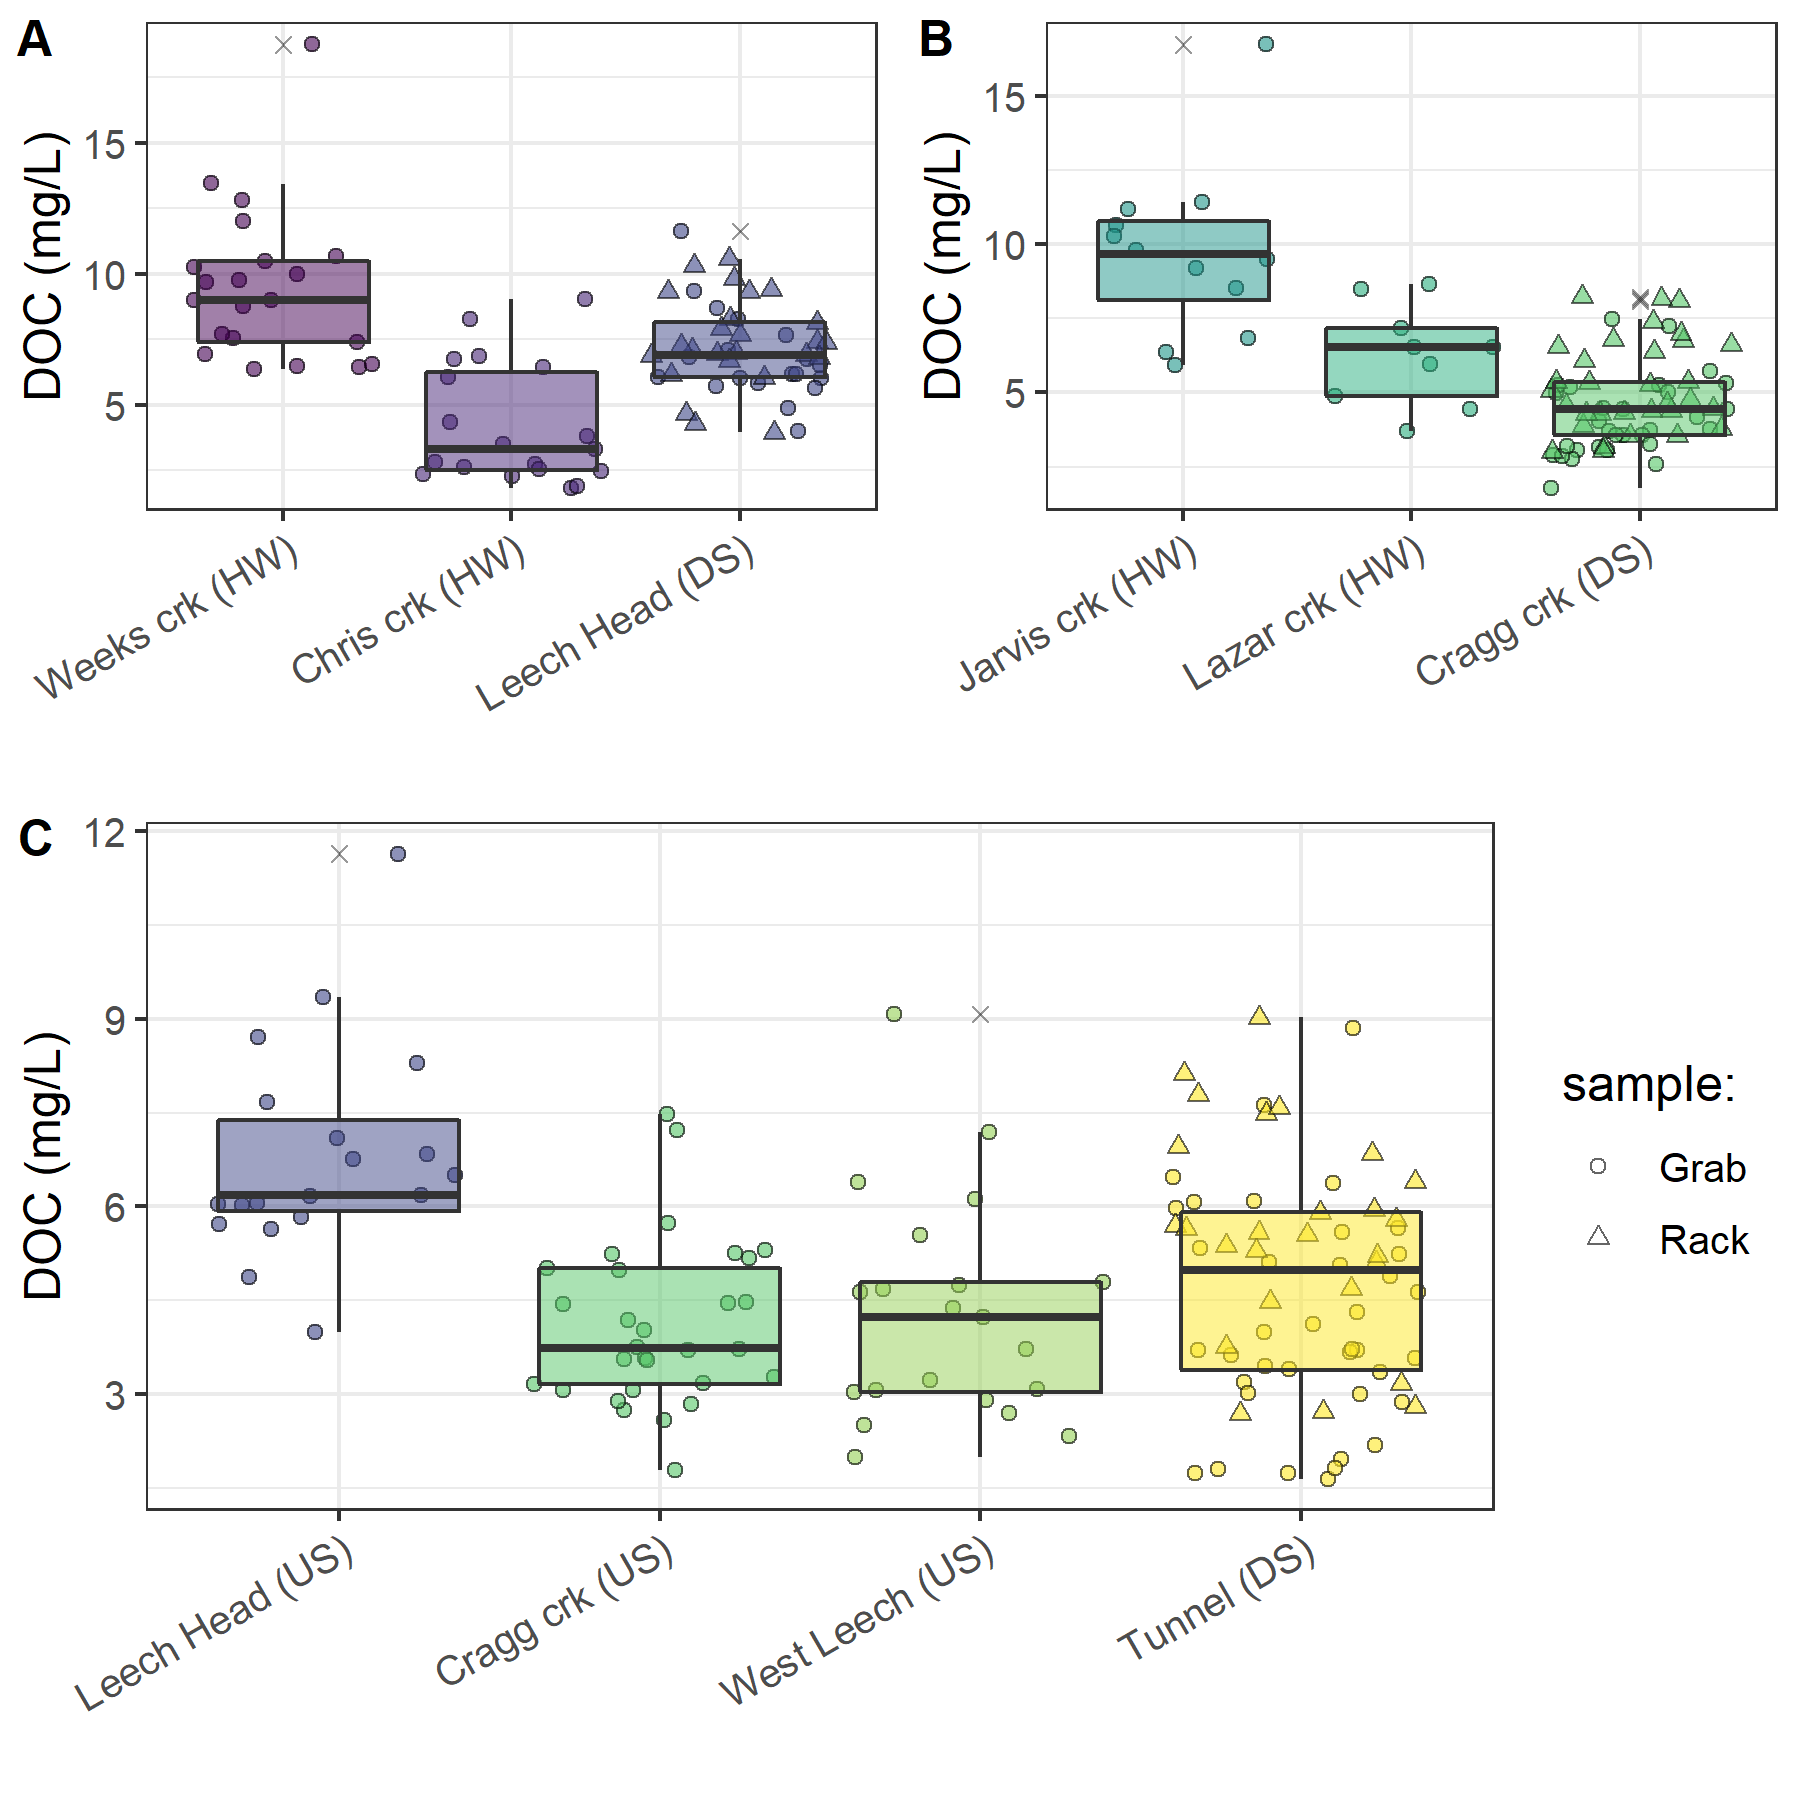 A
B
DOC (mg/L)
15
10
5
Weeks crk (HW)
Chris crk (HW)
Leech Head (DS)
DOC (mg/L)
15
10
5
Jarvis crk (HW)
Lazar crk (HW)
Cragg crk (DS)
C
DOC (mg/L)
12
9
6
3
Leech Head (US)
Cragg crk (US)
West Leech (US)
Tunnel (DS)
sample:
Grab
Rack